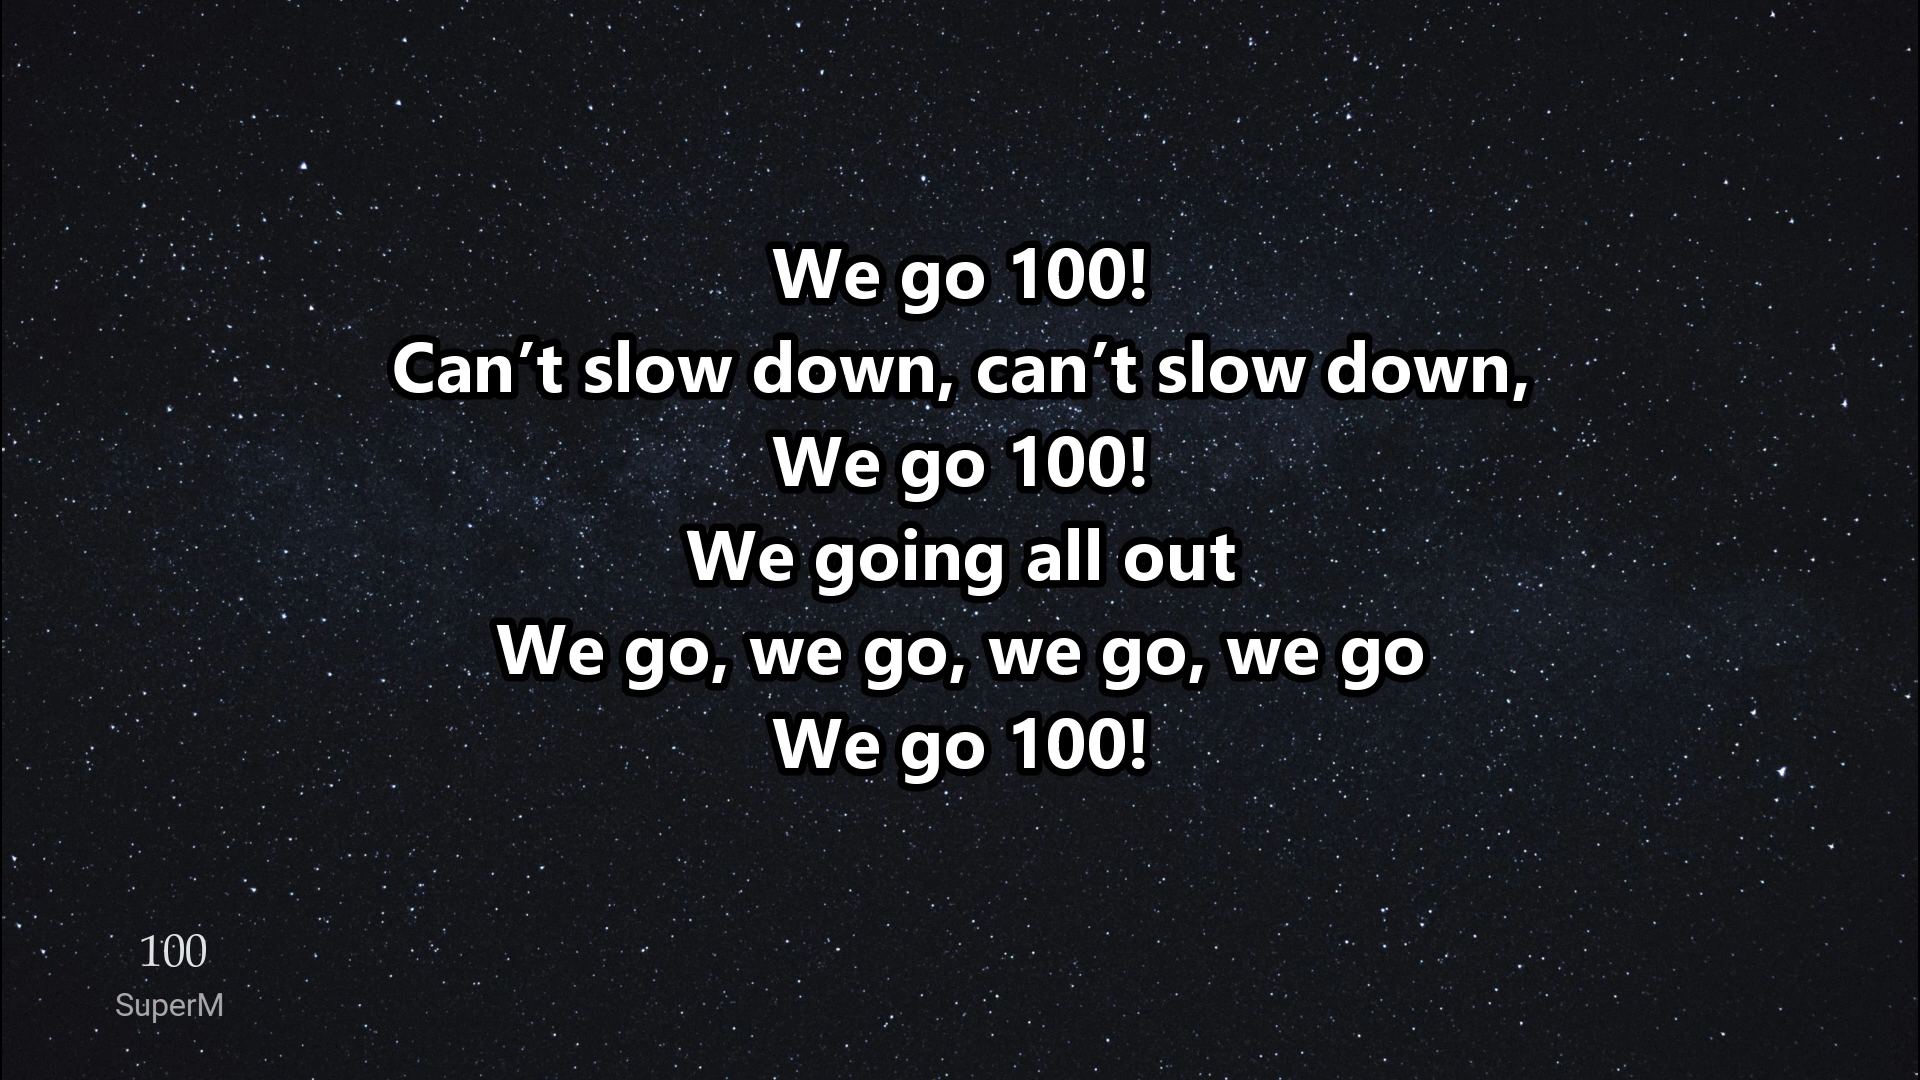 We go 100!
Can’t slow down, can’t slow down,
We go 100!
We going all out
We go, we go, we go, we go
We go 100!
100
SuperM